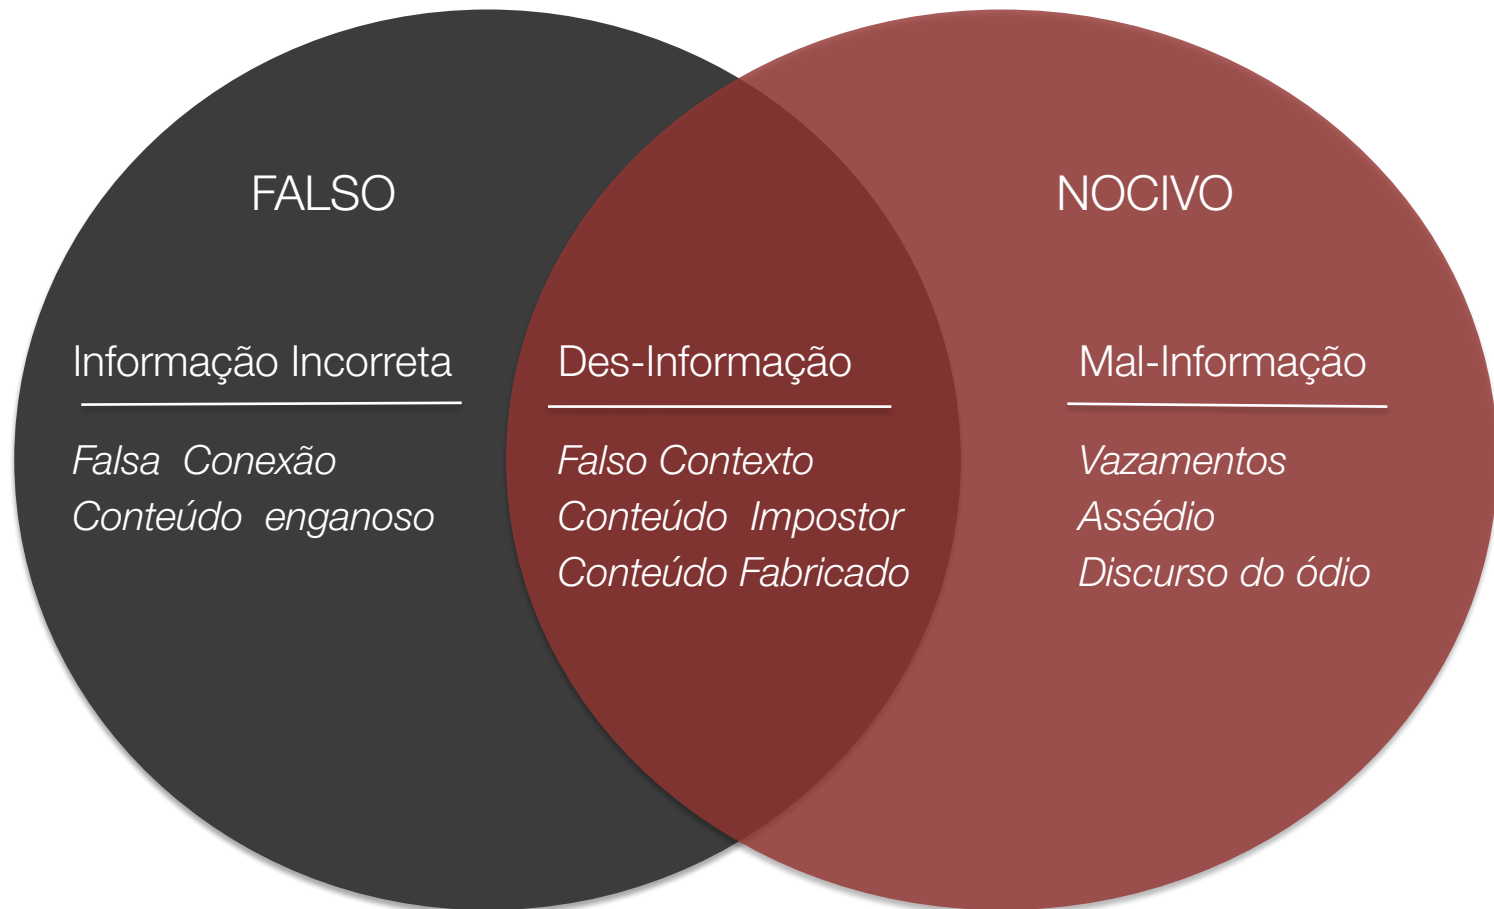 FALSO
NOCIVO
Informação Incorreta
Falsa Conexão
Conteúdo enganoso
Des-Informação
Falso Contexto
Conteúdo Impostor
Conteúdo Fabricado
Mal-Informação
Vazamentos
Assédio
Discurso do ódio